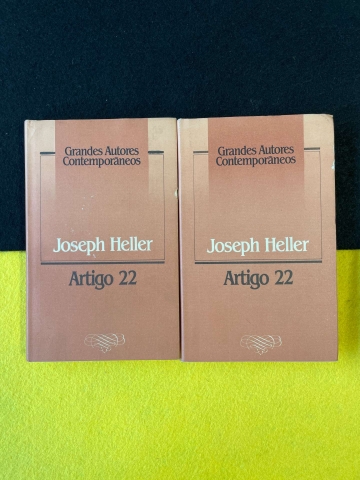 Grandes Autores
Contemporâneos
Joseph Heller
Artigo 22
Grandes Autores
Contemporâneos
Joseph Heller
Artigo 22